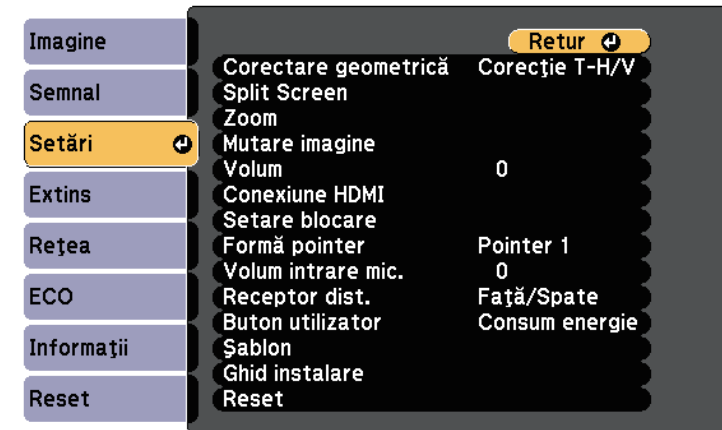 Imagine
Semnal
Setări
Extins
Reţea
ECO
Informaţii
Reset
Retur
Corectare geometrică Corecţie T-H/V
Split Screen
Zoom
Mutare imagine
Volum 0
Conexiune HDMI
Setare blocare
Formă pointer Pointer 1
Volum intrare mic. 0
Receptor dist. Faţă/Spate
Buton utilizator Consum energie
Şablon
Ghid instalare
Reset